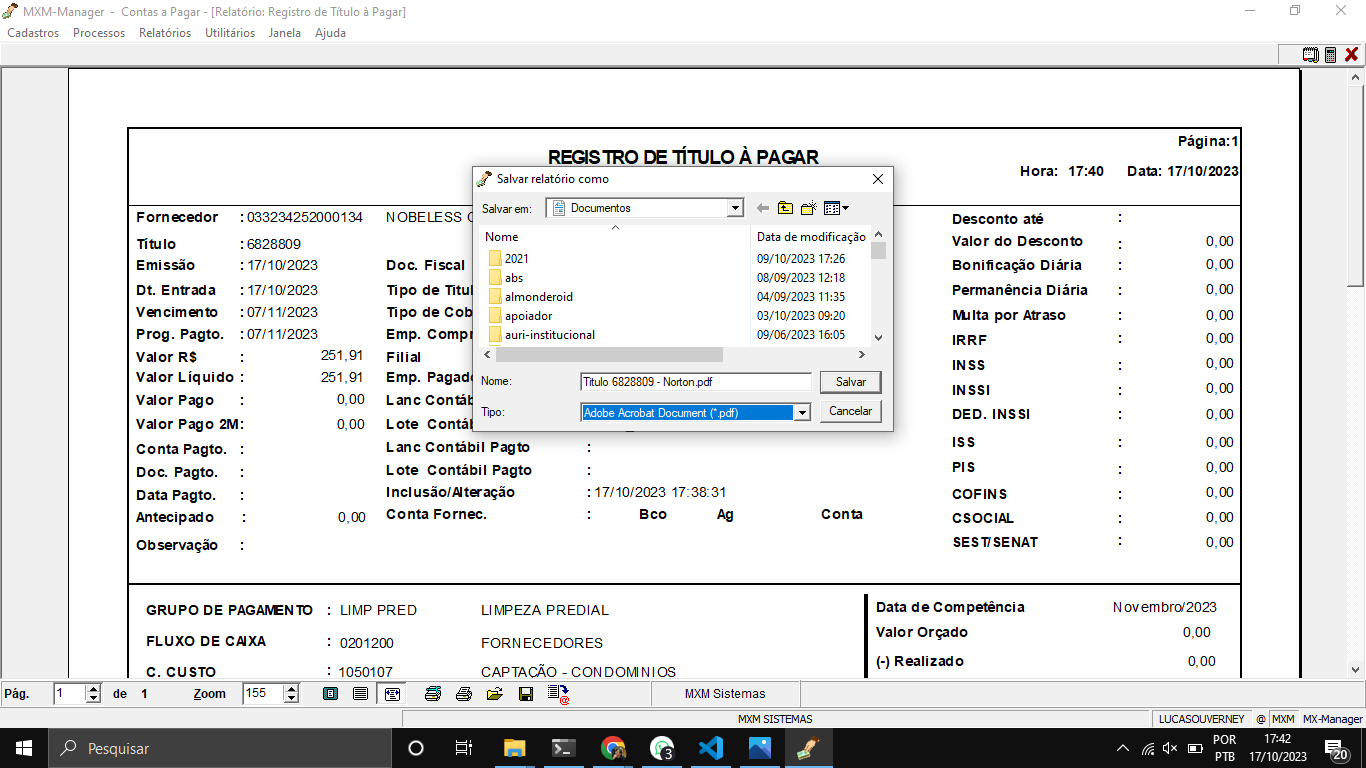 MXM-Manager - Contas a Pagar - [Relatório: Registro de Título à Pagar]
Cadastros Processos Relatórios Utilitários Janela Ajuda
Página:1
REGISTRO DE TÍTULO À PAGAR
Hora: 17:40 Data: 17/10/2023
Salvar relatório como
Salvar em: Documentos
Nome Data de modificação
2021 09/10/2023 17:26
abs 08/09/2023 12:18
almonderoid 04/09/2023 11:35
apoiador 03/10/2023 09:20
auri-institucional 09/06/2023 16:05
Nome: Titulo 6828809 - Norton.pdf Salvar
Tipo: Adobe Acrobat Document (*.pdf) Cancelar
Fornecedor : 033234252000134 NOBELESS
Título : 6828809
Emissão : 17/10/2023 Doc. Fiscal
Dt. Entrada : 17/10/2023 Tipo de Títul
Vencimento : 07/11/2023 Tipo de Cob
Prog. Pagto. : 07/11/2023 Emp. Compr
Valor R$ : 251,91 Filial
Valor Líquido : 251,91 Emp. Pagad
Valor Pago : 0,00 Lanc Contáb
Valor Pago 2M: 0,00 Lote Contáb
Conta Pagto. : Lanc Contábil Pagto :
Doc. Pagto. : Lote Contábil Pagto :
Data Pagto. : Inclusão/Alteração : 17/10/2023 17:38:31
Antecipado : 0,00 Conta Fornec. : Bco Ag Conta
Observação :
Desconto até :
Valor do Desconto : 0,00
Bonificação Diária : 0,00
Permanência Diária : 0,00
Multa por Atraso : 0,00
IRRF : 0,00
INSS : 0,00
INSSI : 0,00
DED. INSSI : 0,00
ISS : 0,00
PIS : 0,00
COFINS : 0,00
CSOCIAL : 0,00
SEST/SENAT : 0,00
GRUPO DE PAGAMENTO : LIMP PRED LIMPEZA PREDIAL
FLUXO DE CAIXA : 0201200 FORNECEDORES
C. CUSTO : 1050107 CAPTAÇÃO - CONDOMINIOS
Data de Competência Novembro/2023
Valor Orçado 0,00
(-) Realizado 0,00
Pág. 1 de 1 Zoom 155 MXM Sistemas
MXM SISTEMAS LUCASOUVERNEY @ MXM MX-Manager
Pesquisar 3 POR PTB 17:42 17/10/2023 20